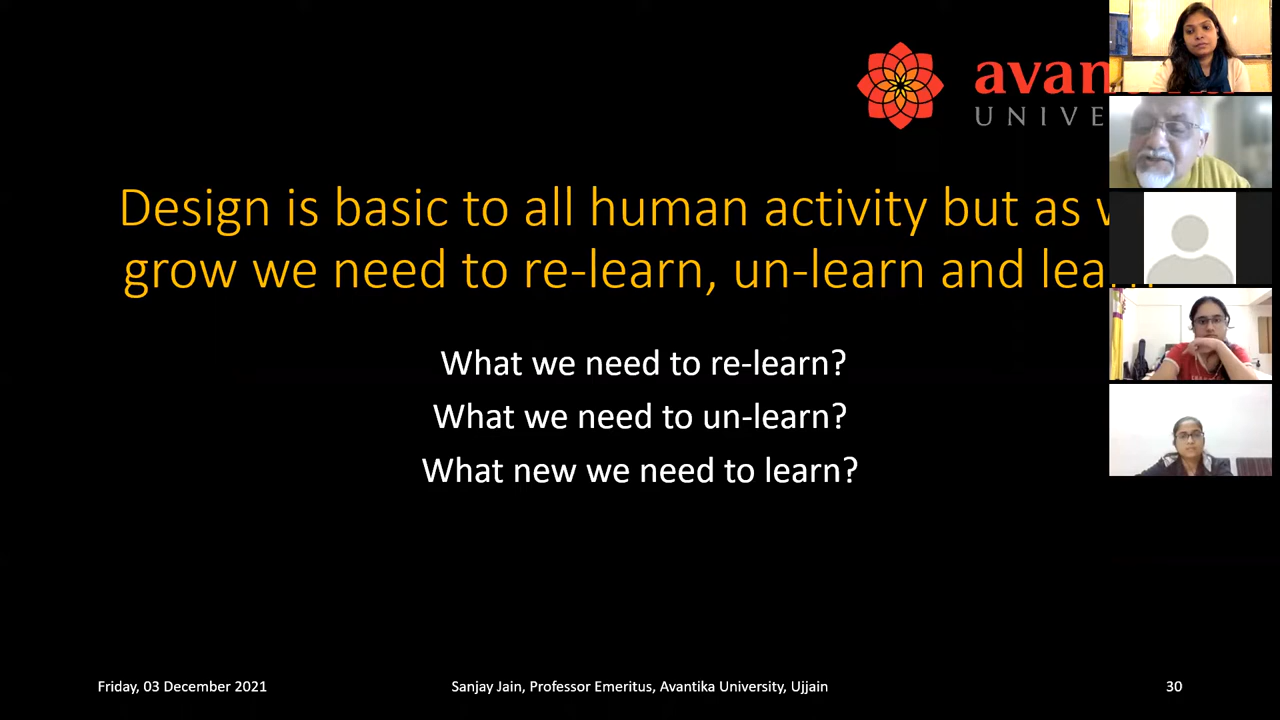 UNIVE
Design is basic to all human activity but as
grow we need to re-learn, un-learn and learn
What we need to re-learn?
What we need to un-learn?
What new we need to learn?
Friday, 03 December 2021
Sanjay Jain, Professor Emeritus, Avantika University, Ujjain
30